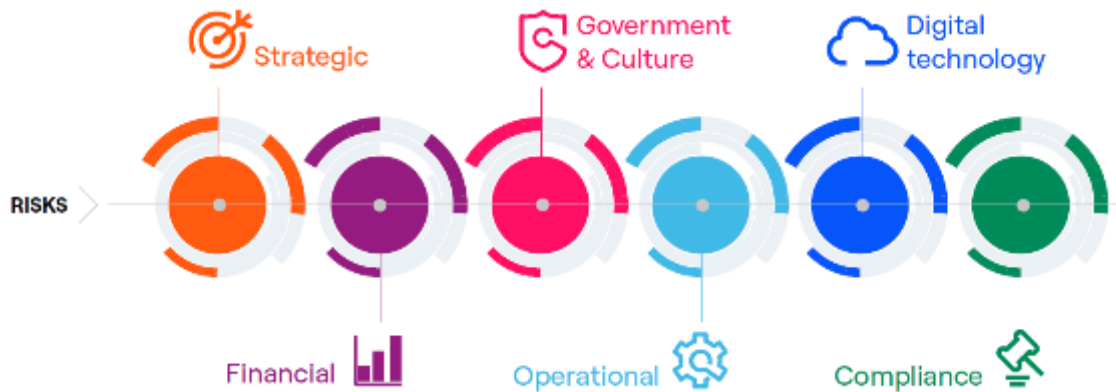 Strategic
Government
& Culture
Digital
technology
RISKS
Financial
Operational
Compliance